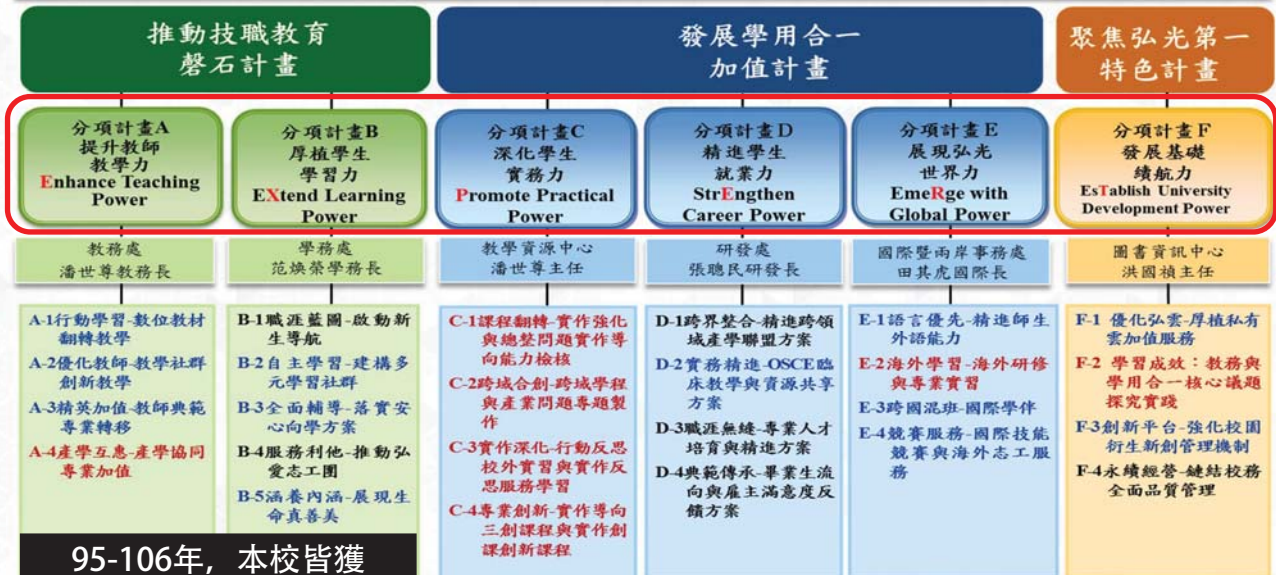 推動技職教育
磐石計畫
發展學用合一
加值計畫
聚焦弘光第一
特色計畫
分項計畫A
提升教師
教學力
Enhance Teaching
Power
分項計畫B
厚植學生
學習力
EXtend Learning
Power
分項計畫C
深化學生
實務力
Promote Practical
Power
分項計畫D
精進學生
就業力
StrEngthen
Career Power
分項計畫E
展現弘光
世界力
EmeRge with
Global Power
分項計畫F
發展基礎
續航力
EsTablish University
Development Power
教務處
潘世尊教務長
學務處
范煥榮學務長
教學資源中心
潘世尊主任
研發處
張聰民研發長
國際暨兩岸事務處
田其虎國際長
圖書資訊中心
洪國禎主任
A-1行動學習-數位教材
翻轉教學
A-2優化教師-教學社群
創新教學
A-3精英加值-教師典範
專業轉移
A-4產學互惠-產學協同
專業加值
B-1職涯藍圖-啟動新
生導航
B-2自主學習-建構多
元學習社群
B-3全面輔導-落實安
心向學方案
B-4服務利他-推動弘
愛志工團
B-5涵養內涵-展現生
命真善美
C-1課程翻轉-實作強化
與總整問題實作導
向能力檢核
C-2跨域合創-跨域學程
與產業問題專題製
作
C-3實作深化-行動反思
校外實習與實作反
思服務學習
C-4專業創新-實作導向
三創課程與實作創
課創新課程
D-1跨界整合-精進跨領
域產學聯盟方案
D-2實務精進-OSCE臨
床教學與資源共享
方案
D-3職涯無縫-專業人才
培育與精進方案
D-4典範傳承-畢業生流
向與雇主滿意度反
饋方案
E-1語言優先-精進師生
外語能力
E-2海外學習-海外研修
與專業實習
E-3跨國混班-國際學伴
E-4競賽服務-國際技能
競賽與海外志工服
務
F-1 優化弘雲-厚植私有
雲加值服務
F-2 學習成效：教務與
學用合一核心議題
探究實踐
F-3創新平台-強化校園
衍生新創管理機制
F-4永續經營-鏈結校務
全面品質管理
95-106年，本校皆獲